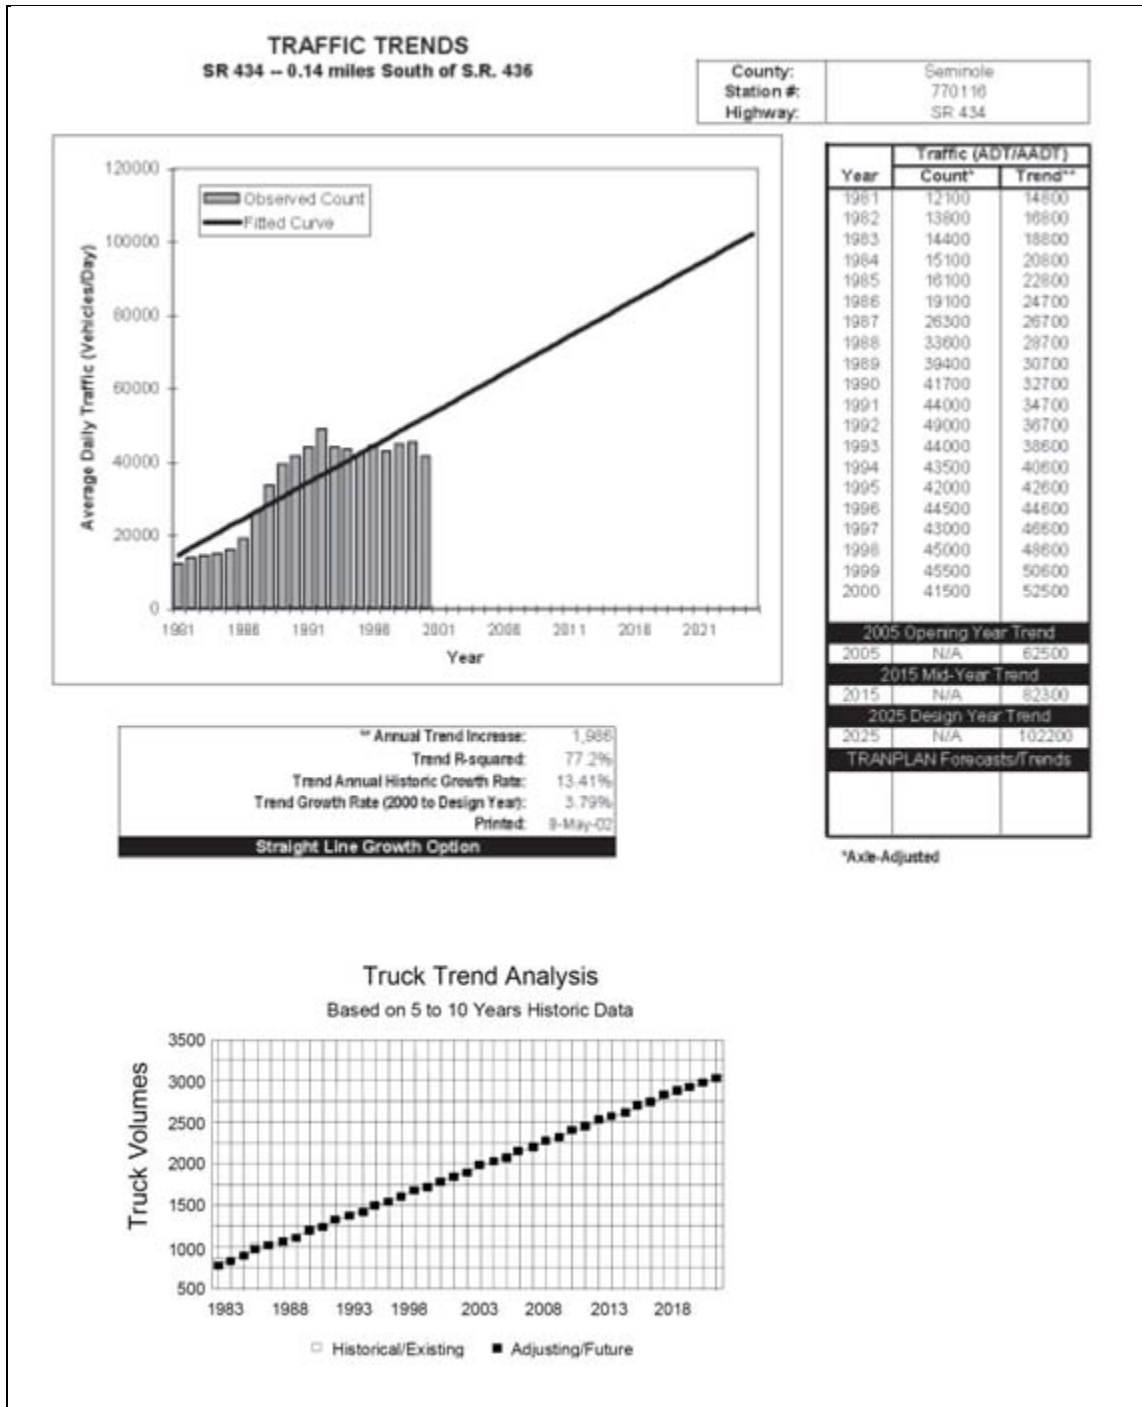 TRAFFIC TRENDS
SR 434 -- 0.14 miles South of S.R. 436
County: Seminole
Station #: 770116
Highway: SR 434
120000
100000
80000
60000
40000
20000
0
Average Daily Traffic (Vehicles/Day)
Observed Count
Fitted Curve
1981 1986 1991 1996 2001 2006 2011 2016 2021
Year
Traffic (ADT/AADT)
Year Count* Trend**
1981 12100 14800
1982 13800 16800
1983 14400 18800
1984 15100 20800
1985 16100 22800
1986 19100 24700
1987 26300 26700
1988 33600 28700
1989 39400 30700
1990 41700 32700
1991 44000 34700
1992 49000 36700
1993 44000 38600
1994 43500 40600
1995 42000 42600
1996 44500 44600
1997 43000 46600
1998 45000 48600
1999 45500 50600
2000 41500 52500
2005 Opening Year Trend
2005 N/A 62500
2015 Mid-Year Trend
2015 N/A 82300
2025 Design Year Trend
2025 N/A 102200
TRANPLAN Forecasts/Trends
*Axle-Adjusted
** Annual Trend Increase: 1,986
Trend R-squared: 77.2%
Trend Annual Historic Growth Rate: 13.41%
Trend Growth Rate (2000 to Design Year): 3.79%
Printed: 8-May-02
Straight Line Growth Option
Truck Trend Analysis
Based on 5 to 10 Years Historic Data
3500
3000
2500
2000
1500
1000
500
Truck Volumes
1983 1988 1993 1998 2003 2008 2013 2018
Historical/Existing Adjusting/Future